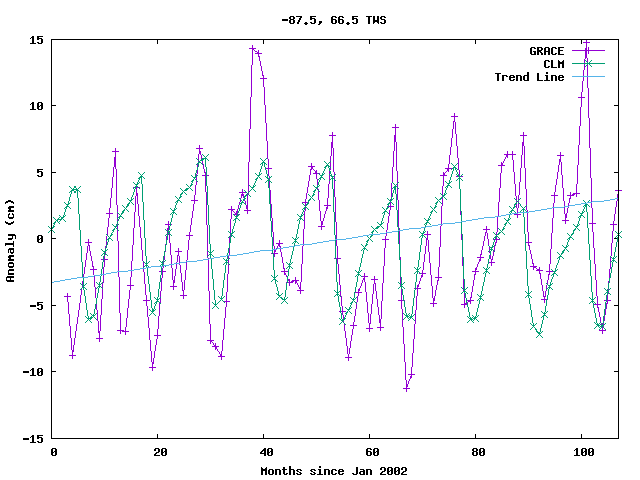 -87.5, 66.5 TWS
GRACE
CLM
Trend Line
15
10
5
0
-5
-10
-15
Anomaly (cm)
0 20 40 60 80 100
Months since Jan 2002